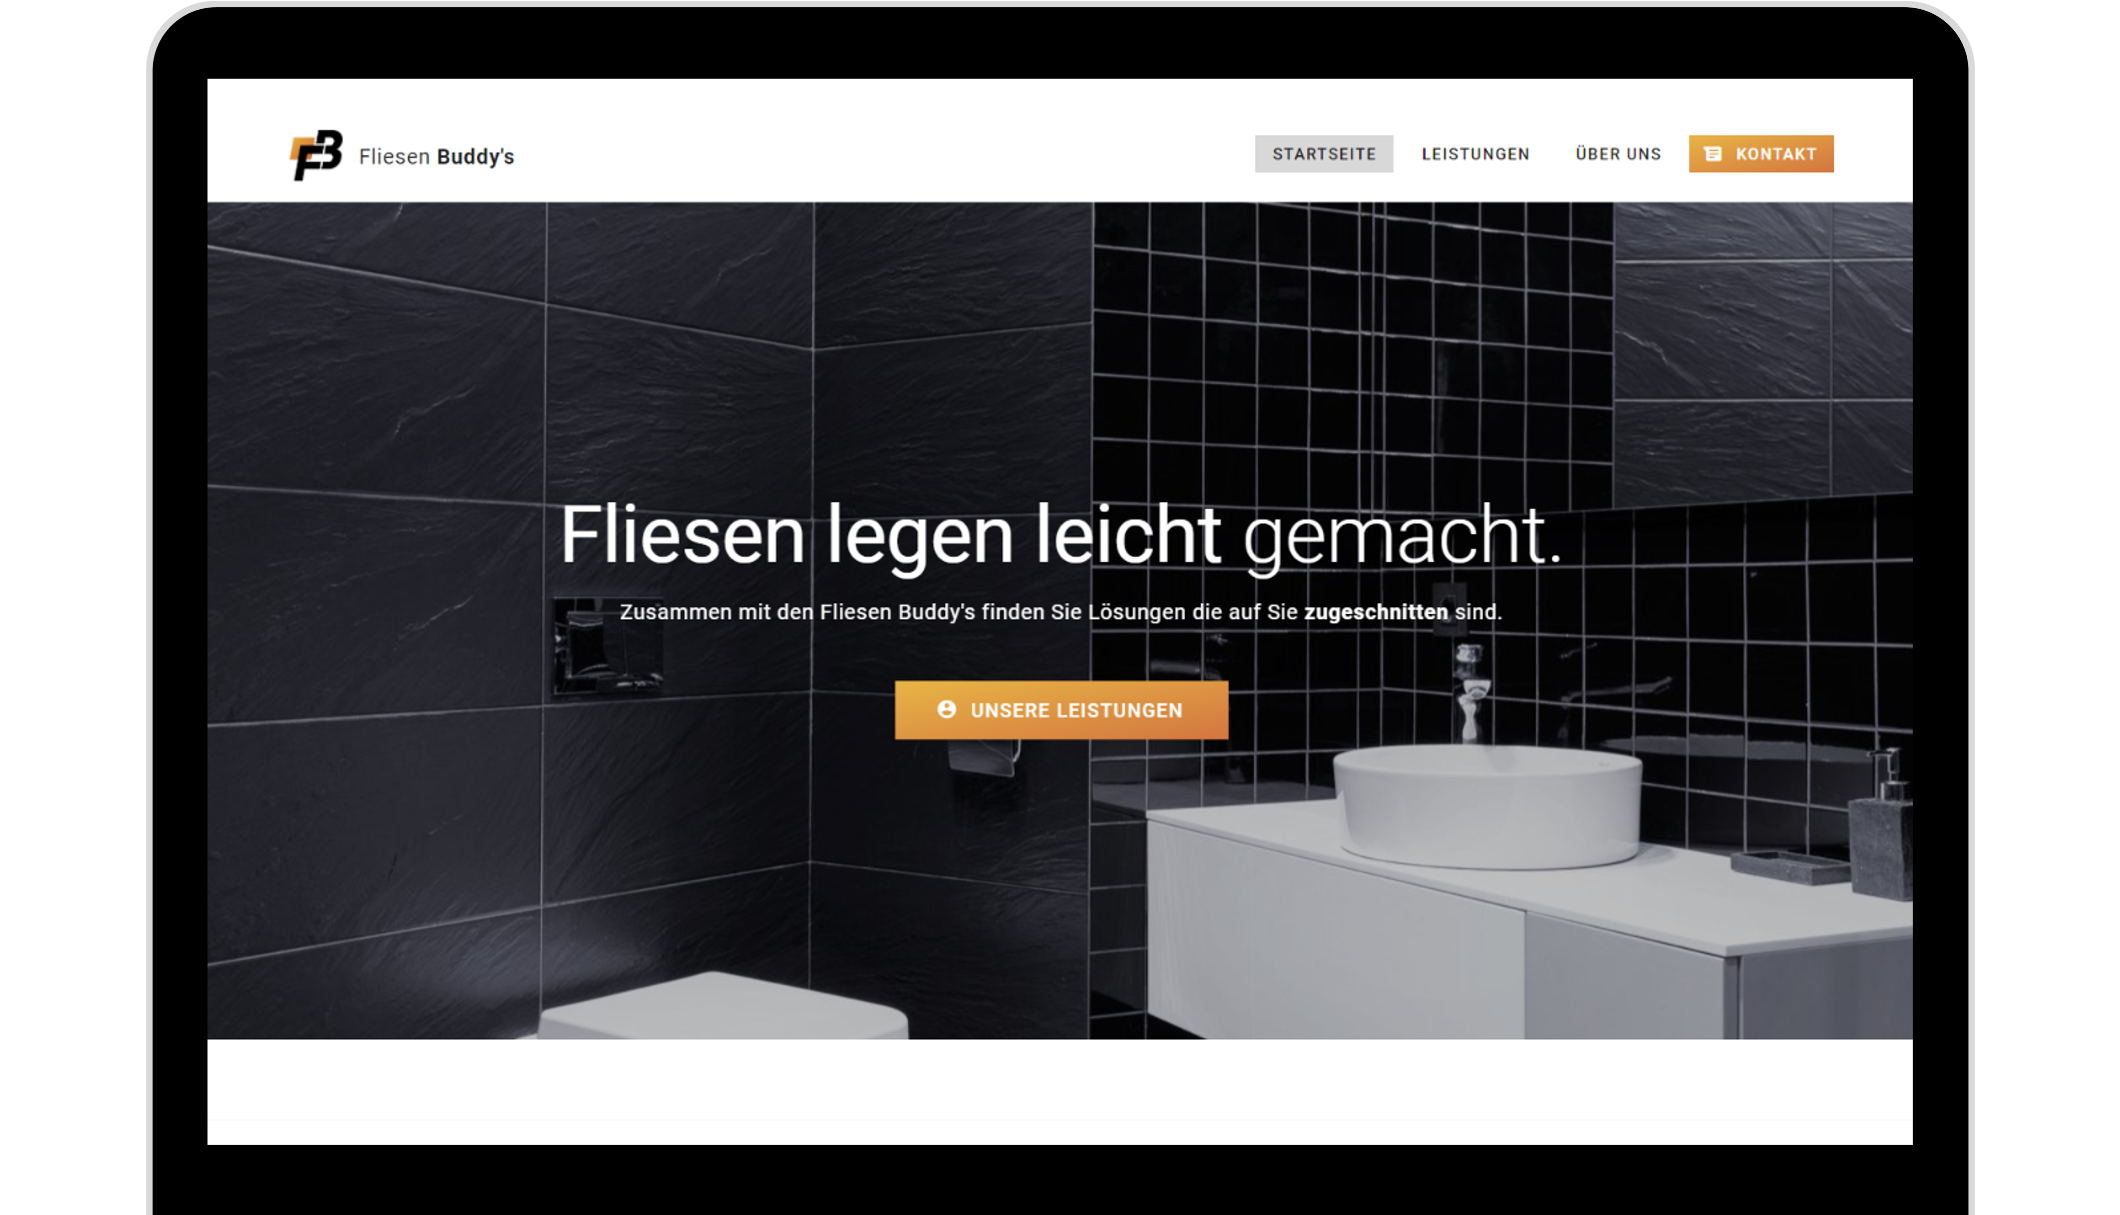 FB Fliesen Buddy's
STARTSEITE LEISTUNGEN ÜBER UNS KONTAKT
Fliesen legen leicht gemacht.
Zusammen mit den Fliesen Buddy's finden Sie Lösungen die auf Sie zugeschnitten sind.
UNSERE LEISTUNGEN